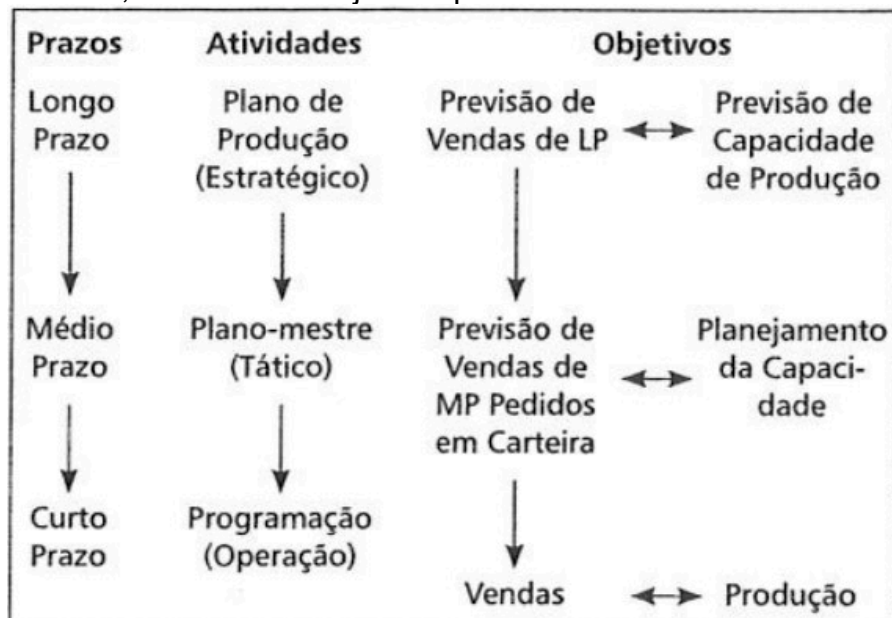 Prazos Atividades Objetivos
Longo Prazo
Plano de Produção (Estratégico)
Previsão de Vendas de LP
Previsão de Capacidade de Produção
Médio Prazo
Plano-mestre (Tático)
Previsão de Vendas de MP Pedidos em Carteira
Planejamento da Capaci-dade
Curto Prazo
Programação (Operação)
Vendas
Produção